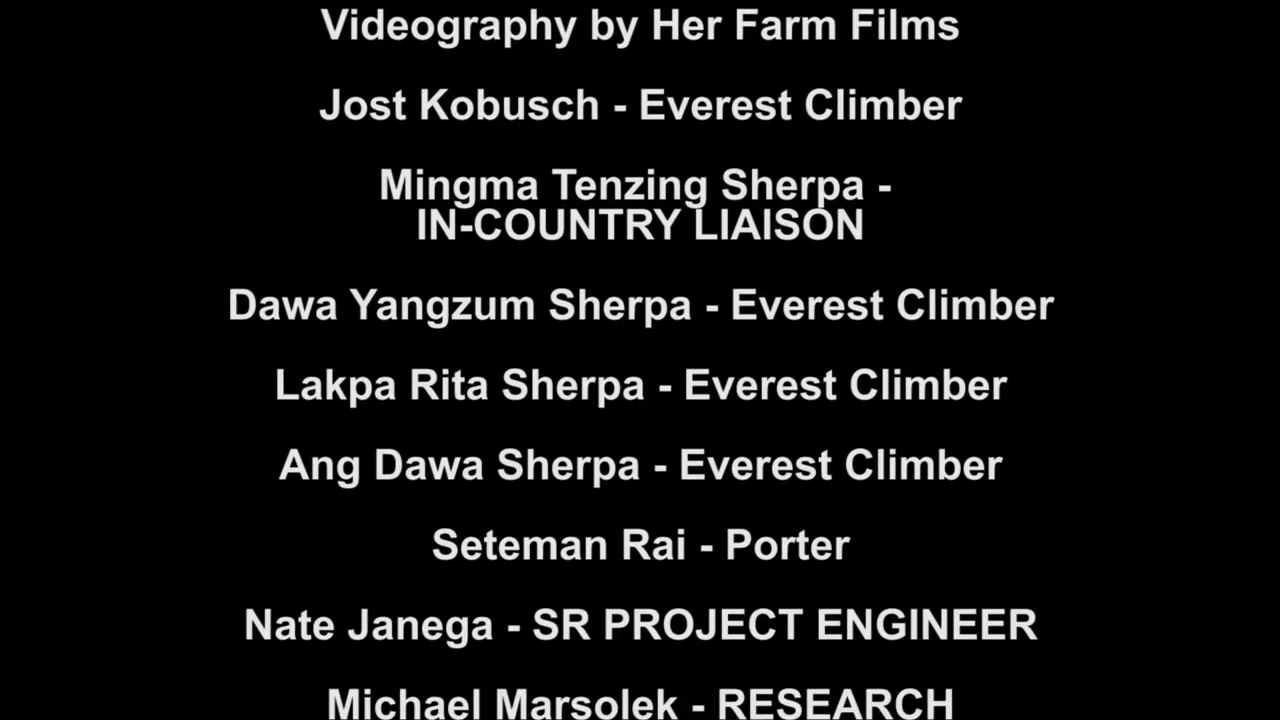 Videography by Her Farm Films
Jost Kobusch - Everest Climber
Mingma Tenzing Sherpa -
IN-COUNTRY LIAISON
Dawa Yangzum Sherpa - Everest Climber
Lakpa Rita Sherpa - Everest Climber
Ang Dawa Sherpa - Everest Climber
Seteman Rai - Porter
Nate Janega - SR PROJECT ENGINEER
Michael Marsolek - RESEARCH